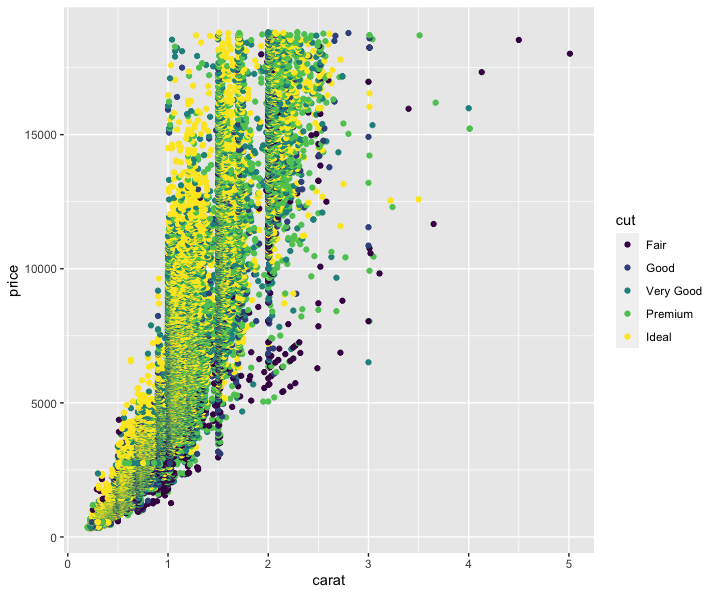 15000
10000
5000
0
price
0
1
2
3
4
5
carat
cut
Fair
Good
Very Good
Premium
Ideal